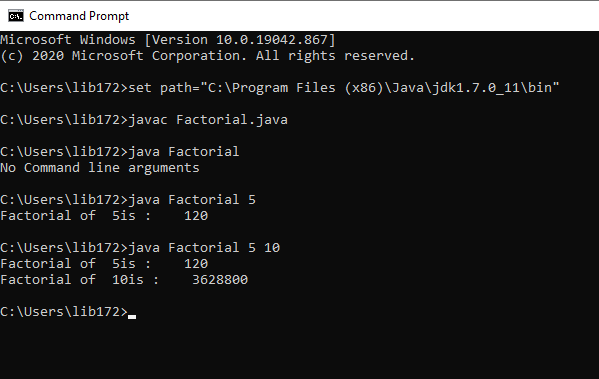 Command Prompt
Microsoft Windows [Version 10.0.19042.867]
(c) 2020 Microsoft Corporation. All rights reserved.
C:\Users\lib172>set path="C:\Program Files (x86)\Java\jdk1.7.0_11\bin"
C:\Users\lib172>javac Factorial.java
C:\Users\lib172>java Factorial
No Command line arguments
C:\Users\lib172>java Factorial 5
Factorial of  5is :    120
C:\Users\lib172>java Factorial 5 10
Factorial of  5is :    120
Factorial of  10is :    3628800
C:\Users\lib172>